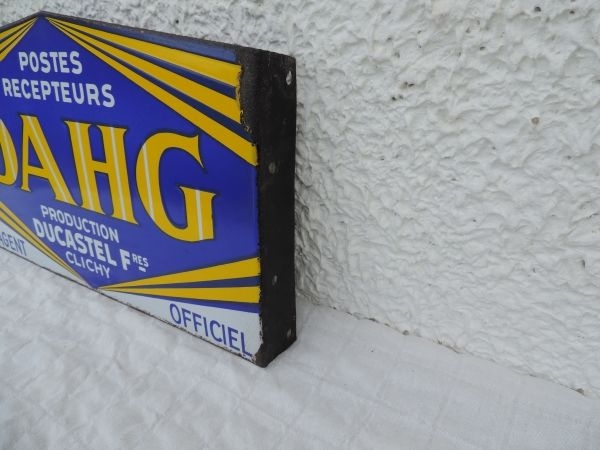 POSTES
RECEPTEURS
DAHG
PRODUCTION
DUCASTEL FRES
CLICHY
AGENT
OFFICIEL